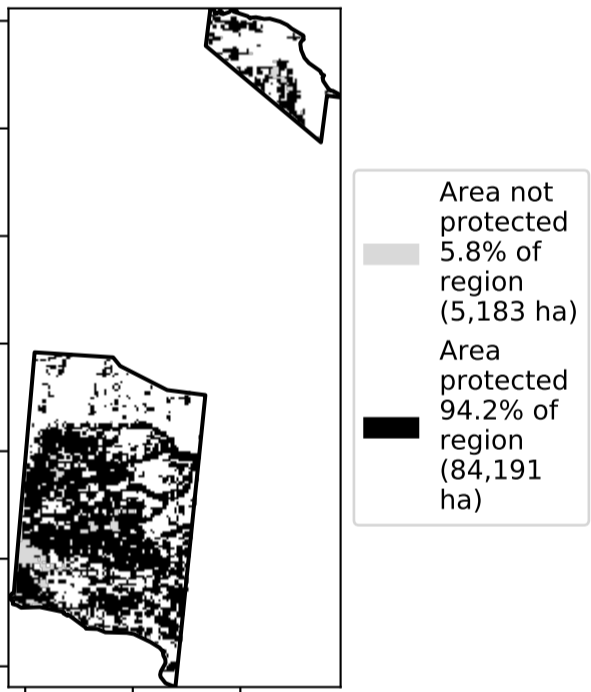 Area not
protected
5.8% of
region
(5,183 ha)
Area
protected
94.2% of
region
(84,191
ha)